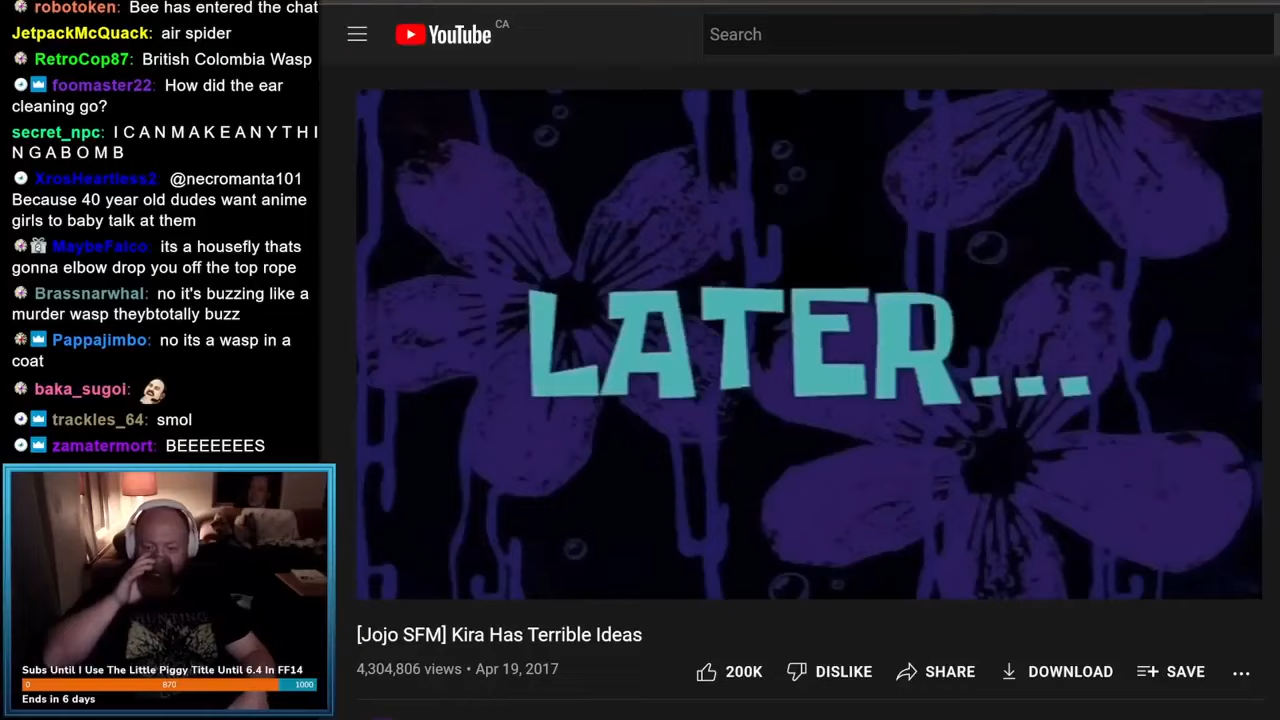 robotoken: Bee has entered the chat
JetpackMcQuack: air spider
RetroCop87: British Colombia Wasp
foomaster22: How did the ear
cleaning go?
secret_npc: I C A N M A K E A N Y T H I
N G A B O M B
XrosHeartless2: @necromanta101
Because 40 year old dudes want anime
girls to baby talk at them
MaybeFalco: its a housefly thats
gonna elbow drop you off the top rope
Brassnarwhal: no it's buzzing like a
murder wasp theybtotally buzz
Pappajimbo: no its a wasp in a
coat
baka_sugoi:
trackles_64: smol
zamatermort: BEEEEEEES
HUNTING
Subs Until I Use The Little Piggy Title Until 6.4 In FF14
0 870 1000
Ends in 6 days
YouTube CA
Search
LATER...
[Jojo SFM] Kira Has Terrible Ideas
4,304,806 views • Apr 19, 2017
200K DISLIKE SHARE DOWNLOAD SAVE ...